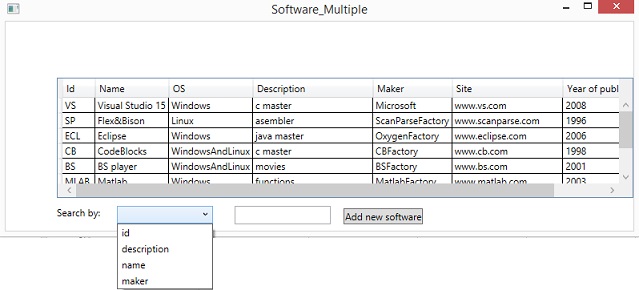 Software_Multiple
Id Name OS Description Maker Site Year of publ
VS Visual Studio 15 Windows c master Microsoft www.vs.com 2008
SP Flex&Bison Linux asembler ScanParseFactory www.scanparse.com 1996
ECL Eclipse Windows java master OxygenFactory www.eclipse.com 2006
CB CodeBlocks WindowsAndLinux c master CBFactory www.cb.com 1998
BS BS player WindowsAndLinux movies BSFactory www.bs.com 2001
MLAB Matlab Windows functions MatlabFactory www.matlab.com 2003
Search by: Add new software
id
description
name
maker